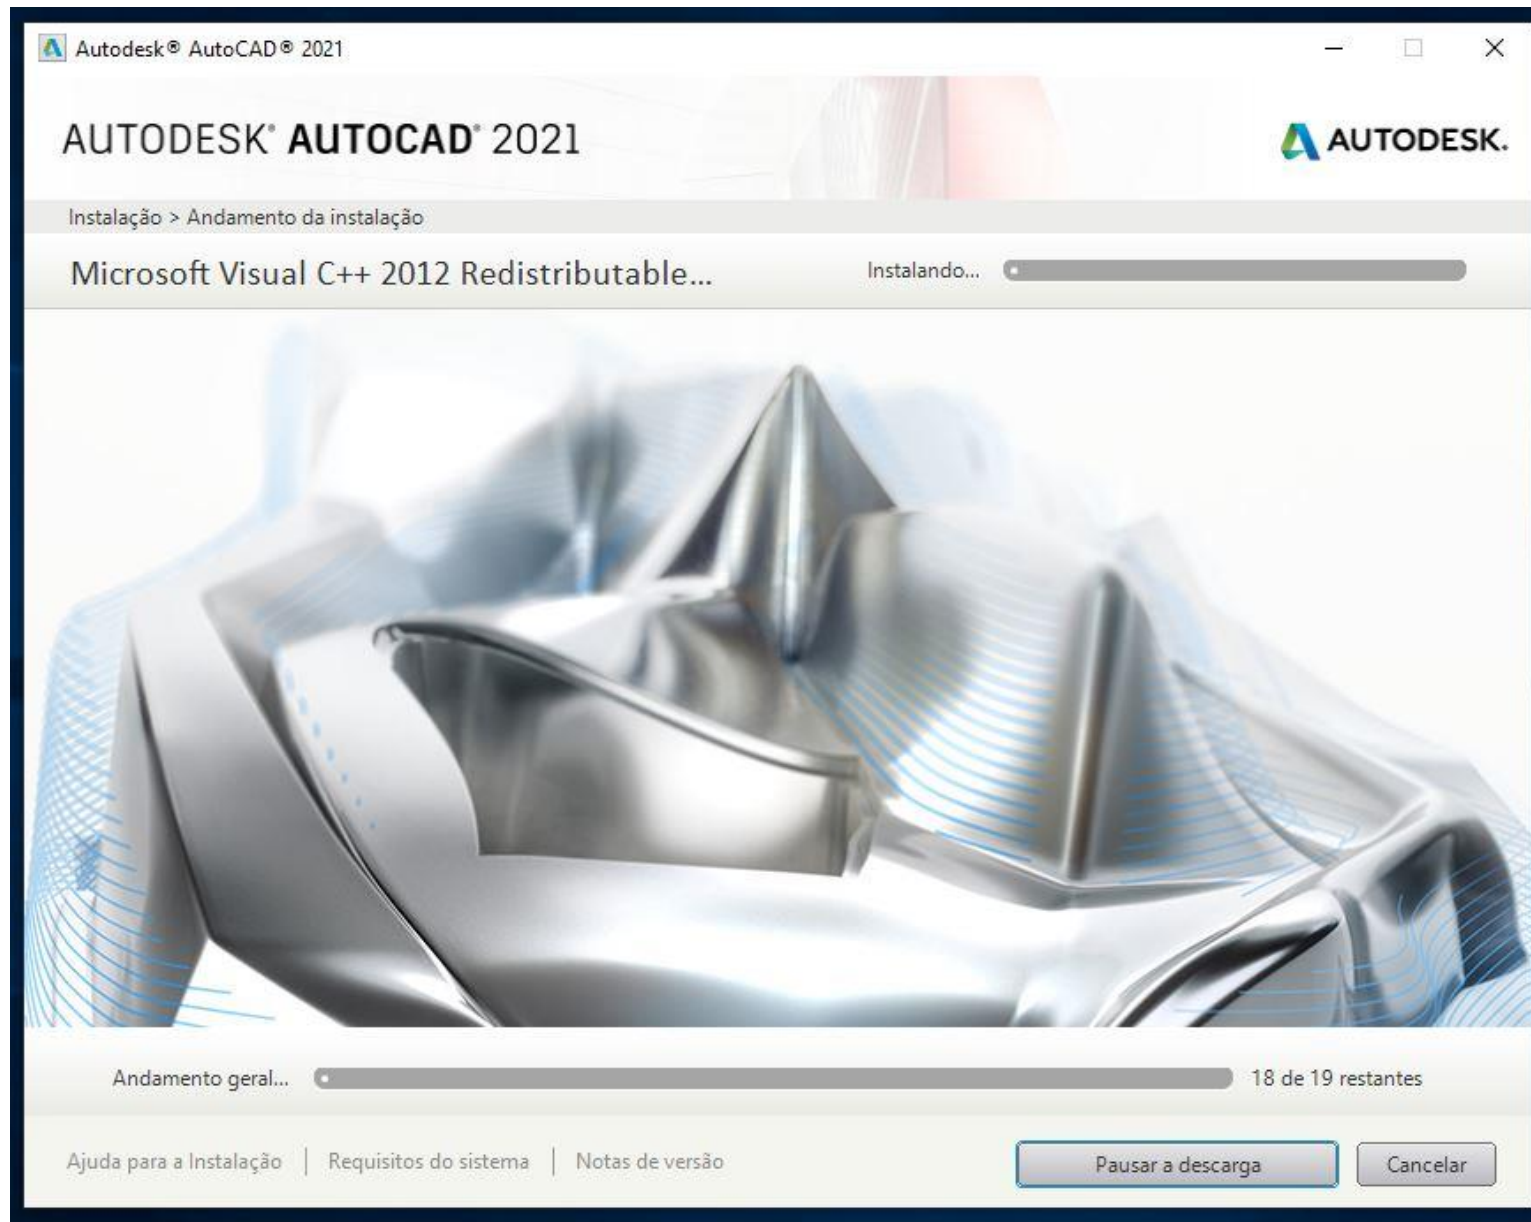 Autodesk® AutoCAD® 2021
AUTODESK® AUTOCAD® 2021
AUTODESK.
Instalação > Andamento da instalação
Microsoft Visual C++ 2012 Redistributable...
Instalando...
Andamento geral...
18 de 19 restantes
Ajuda para a Instalação | Requisitos do sistema | Notas de versão
Pausar a descarga
Cancelar